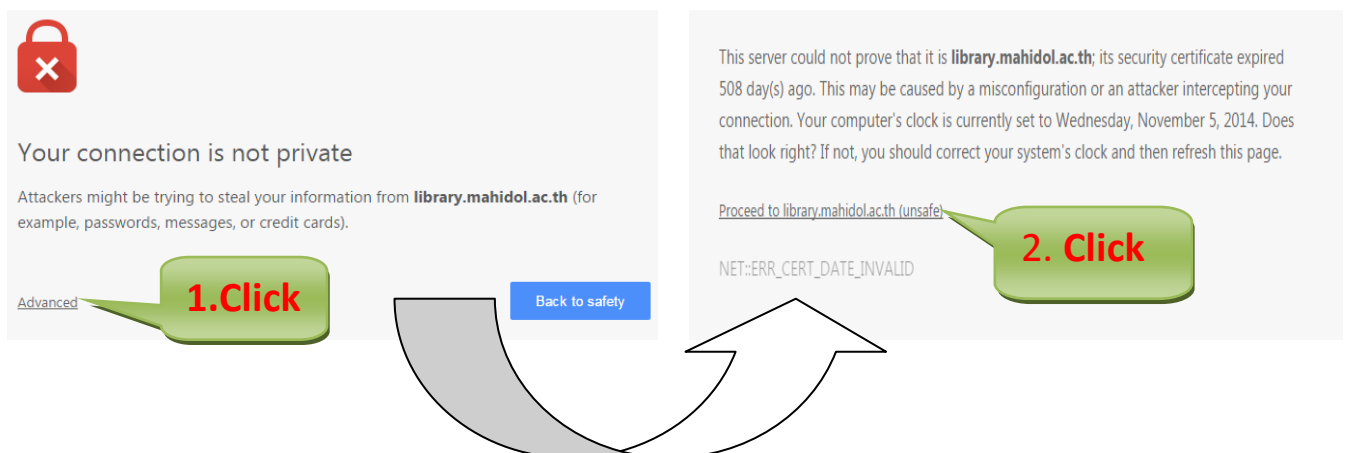 Your connection is not private
Attackers might be trying to steal your information from library.mahidol.ac.th (for
example, passwords, messages, or credit cards).
Advanced
1.Click
Back to safety
This server could not prove that it is library.mahidol.ac.th; its security certificate expired
508 day(s) ago. This may be caused by a misconfiguration or an attacker intercepting your
connection. Your computer's clock is currently set to Wednesday, November 5, 2014. Does
that look right? If not, you should correct your system's clock and then refresh this page.
Proceed to library.mahidol.ac.th (unsafe)
2. Click
NET::ERR_CERT_DATE_INVALID